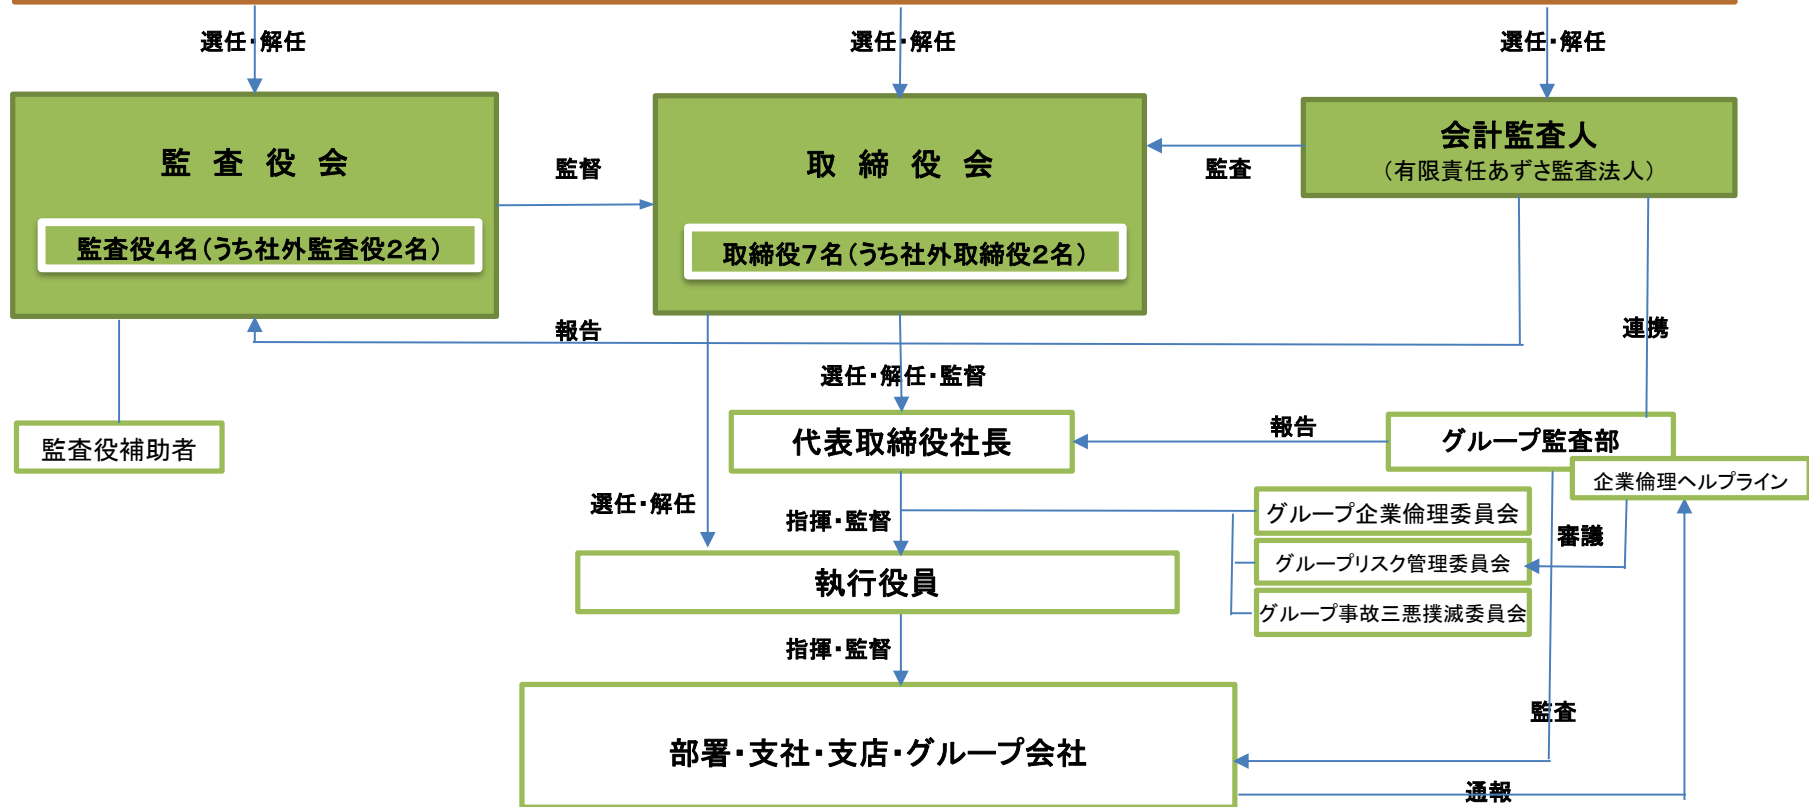 選任・解任
選任・解任
選任・解任
監 査 役 会
監査役4名(うち社外監査役2名)
監督
取 締 役 会
取締役7名(うち社外取締役2名)
監査
会計監査人
(有限責任あずさ監査法人)
報告
連携
選任・解任・監督
監査役補助者
代表取締役社長
報告
グループ監査部
企業倫理ヘルプライン
選任・解任
指揮・監督
グループ企業倫理委員会
審議
グループリスク管理委員会
執行役員
グループ事故三悪撲滅委員会
指揮・監督
監査
部署・支社・支店・グループ会社
通報